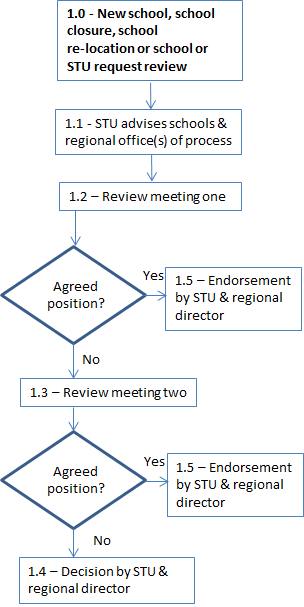 1.0 - New school, school
closure, school
re-location or school or
STU request review
1.1 - STU advises schools &
regional office(s) of process
1.2 – Review meeting one
Agreed
position?
Yes
1.5 – Endorsement
by STU & regional
director
No
1.3 – Review meeting two
Agreed
position?
Yes
1.5 – Endorsement
by STU & regional
director
No
1.4 – Decision by STU &
regional director